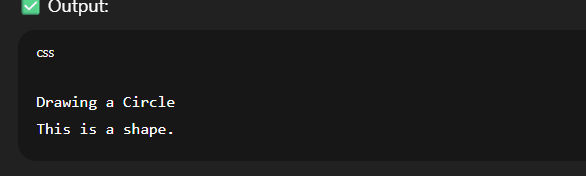 ✅ Output:
css
Drawing a Circle
This is a shape.